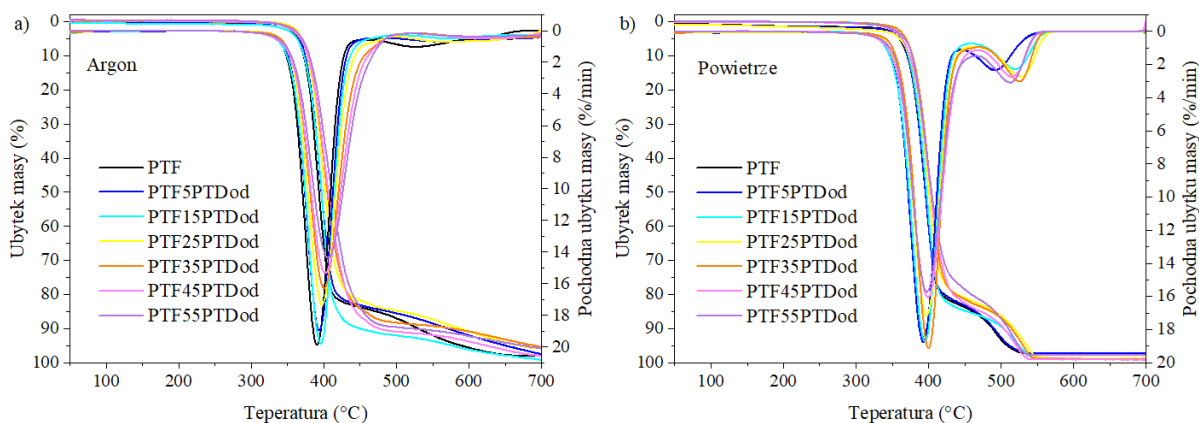 a)
Argon
PTF
PTF5PTDod
PTF15PTDod
PTF25PTDod
PTF35PTDod
PTF45PTDod
PTF55PTDod
0
10
20
30
40
50
60
70
80
90
100
Ubytek masy (%)
100
200
300
400
500
600
700
Teperatura (°C)
0
2
4
6
8
10
12
14
16
18
20
Pochodna ubytku masy (%/min)
b)
Powietrze
PTF
PTF5PTDod
PTF15PTDod
PTF25PTDod
PTF35PTDod
PTF45PTDod
PTF55PTDod
0
10
20
30
40
50
60
70
80
90
100
Ubyrek masy (%)
100
200
300
400
500
600
700
Teperatura (°C)
0
2
4
6
8
10
12
14
16
18
20
Pochodna ubytku masy (%/min)